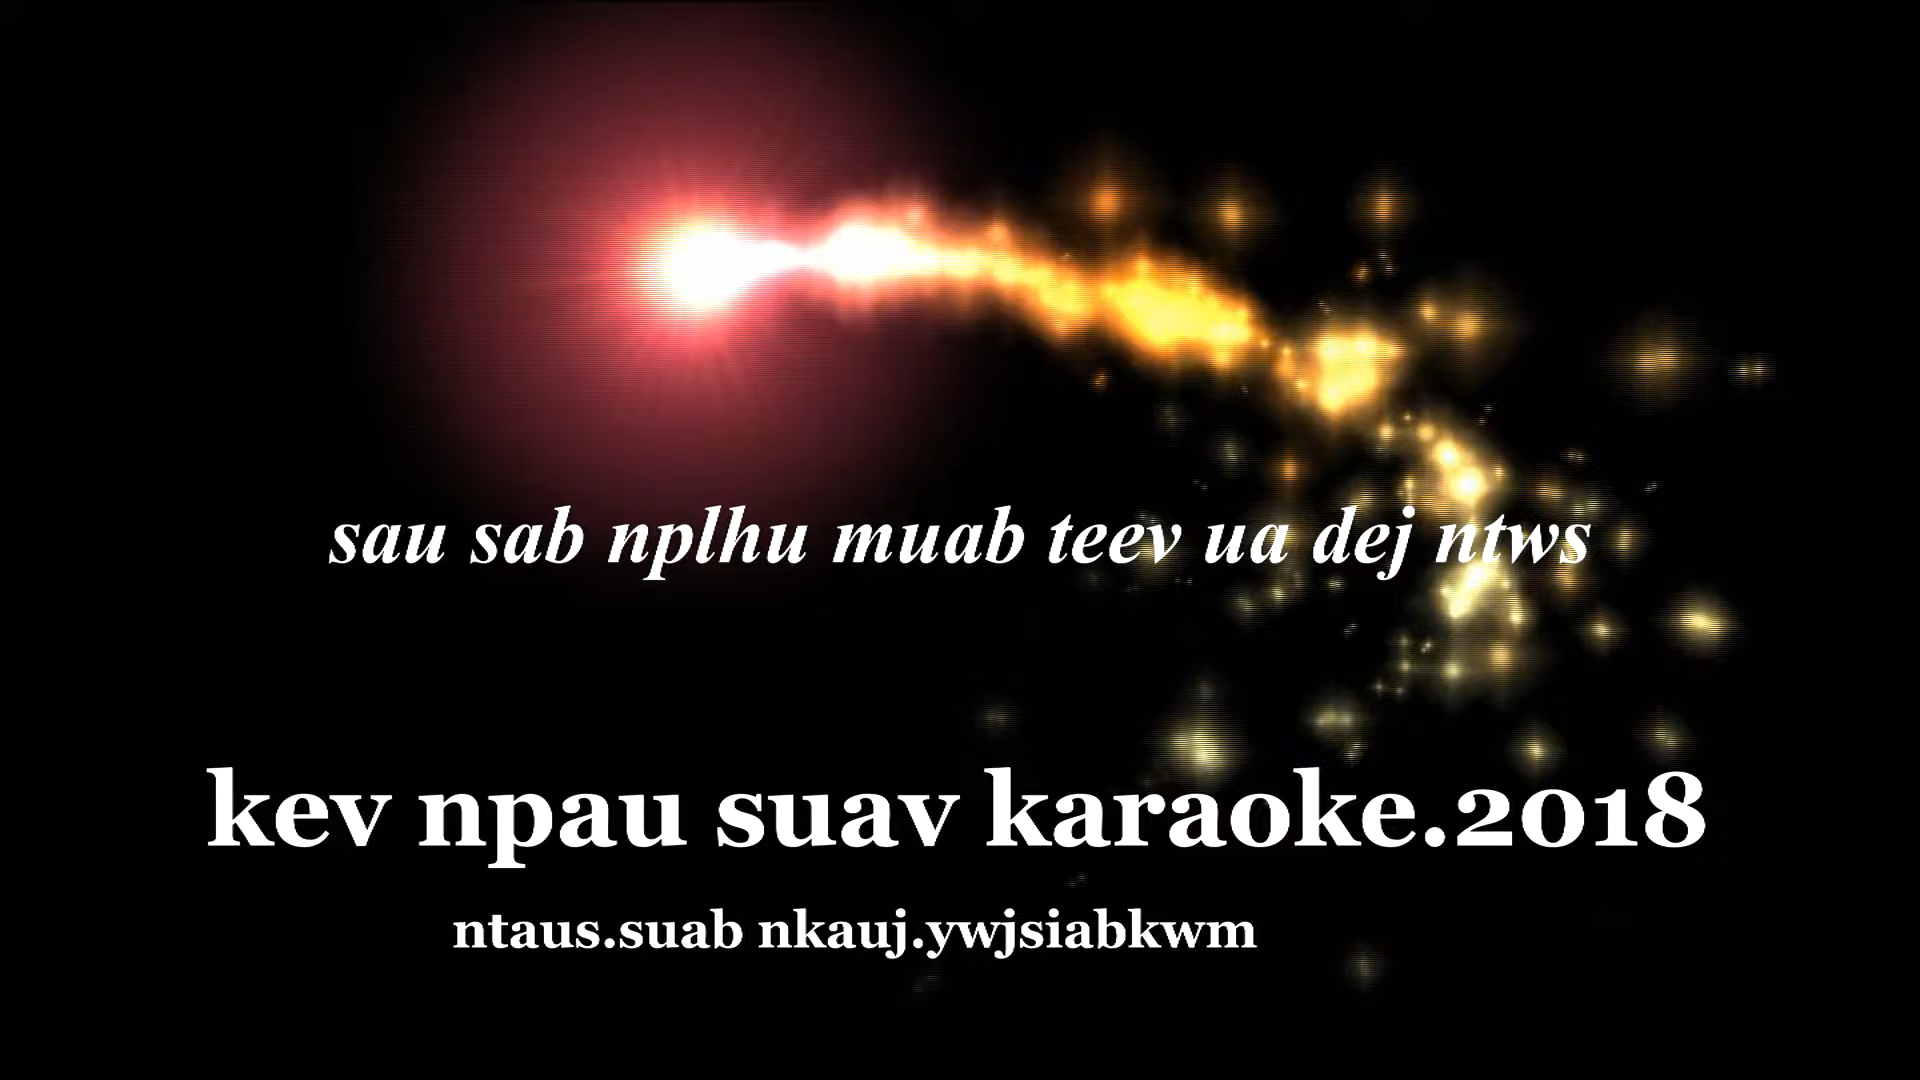 sau sab nplhu muab teev ua dej ntws
kev npau suav karaoke.2018
ntaus.suab nkauj.ywjsiabkwm